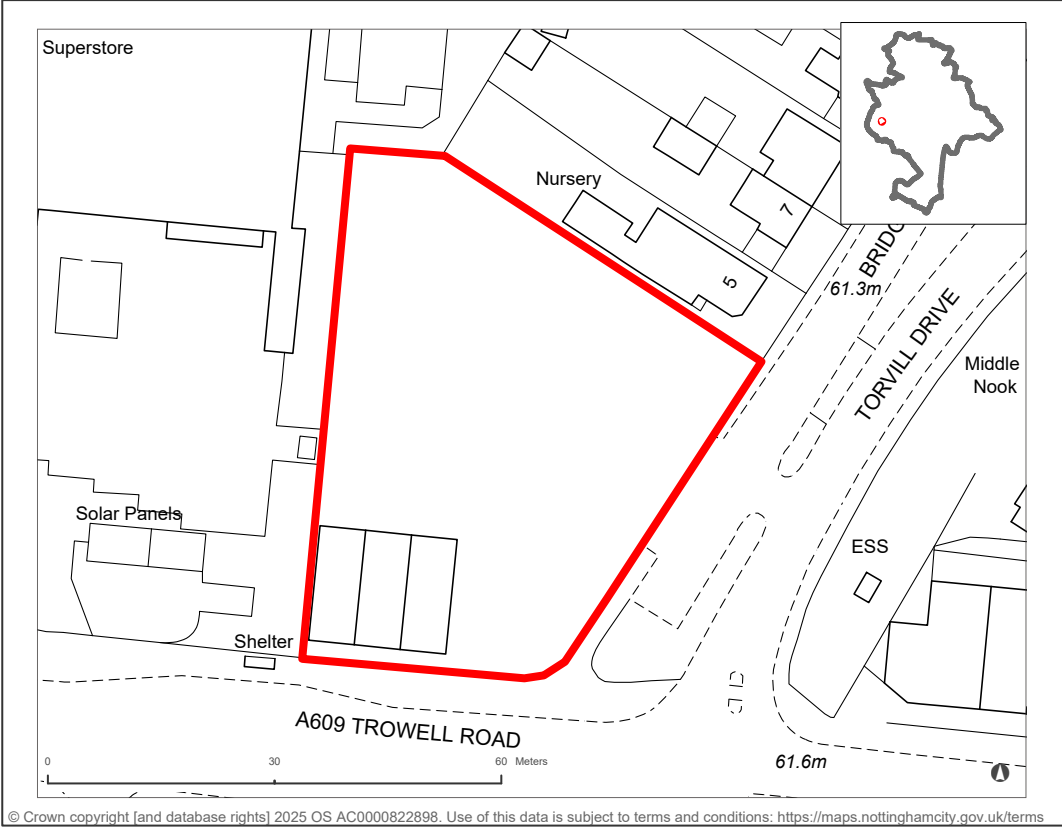 Superstore
Nursery
7
5
BRIDG
61.3m
TORVILL DRIVE
Middle
Nook
Solar Panels
ESS
Shelter
A609 TROWELL ROAD
0 30 60 Meters
61.6m
© Crown copyright [and database rights] 2025 OS AC0000822898. Use of this data is subject to terms and conditions: https://maps.nottinghamcity.gov.uk/terms